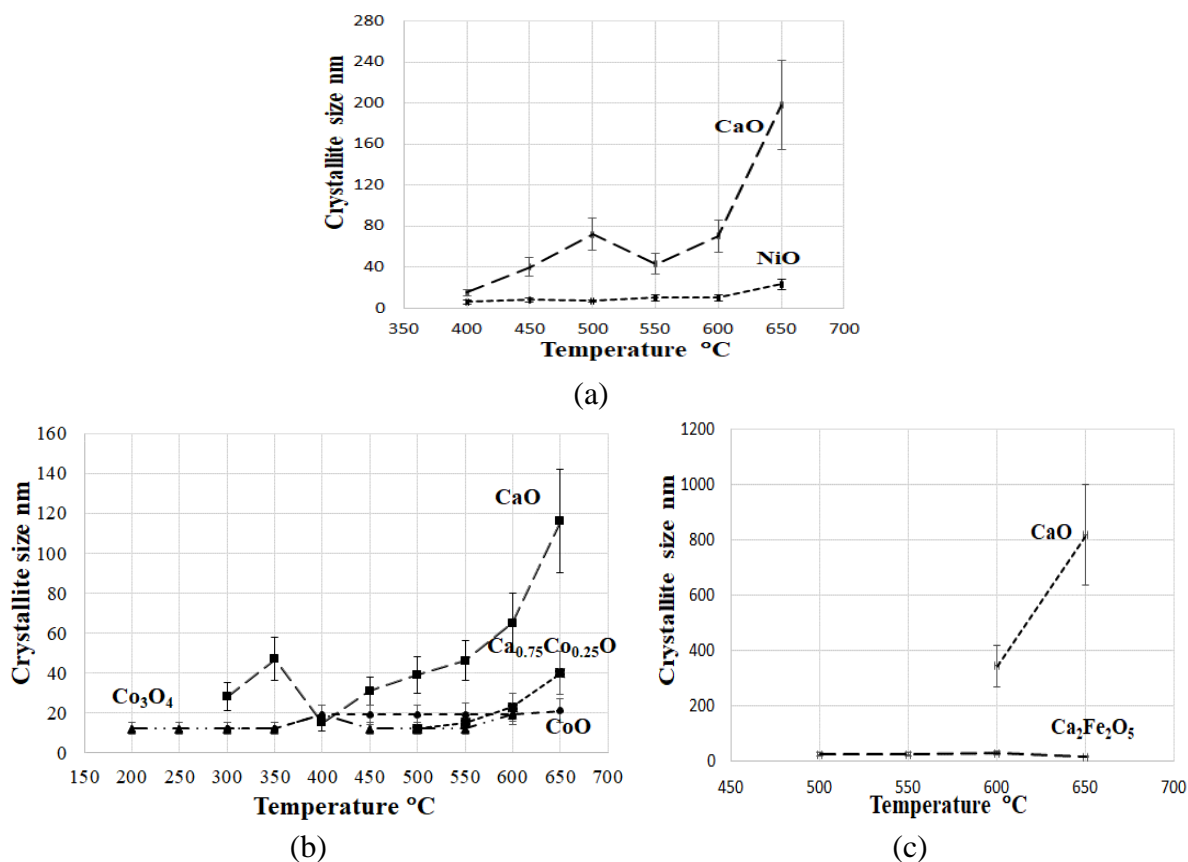 280
240
200
160
120
80
40
0
Crystallite size nm
CaO
NiO
350 400 450 500 550 600 650 700
Temperature °C
(a)
160
140
120
100
80
60
40
20
0
Crystallite size nm
CaO
Ca0.75Co0.25O
Co3O4
CoO
150 200 250 300 350 400 450 500 550 600 650 700
Temperature °C
(b)
1200
1000
800
600
400
200
0
Crystallite size nm
CaO
Ca2Fe2O5
450 500 550 600 650 700
Temperature °C
(c)